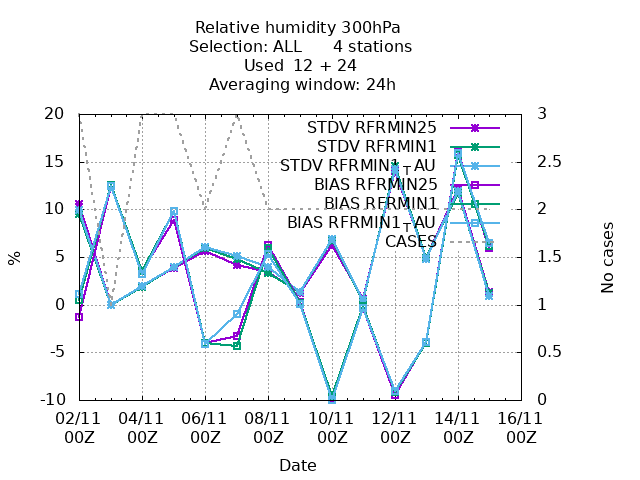 Relative humidity 300hPa
Selection: ALL 4 stations
Used 12 + 24
Averaging window: 24h
20 3
STDV RFRMIN25
STDV RFRMIN1
15 STDV RFRMIN1_AU 2.5
BIAS RFRMIN25
10 BIAS RFRMIN1 2
BIAS RFRMIN1_AU
CASES
5 1.5
% No cases
0 1
-5 0.5
-10 0
02/11 04/11 06/11 08/11 10/11 12/11 14/11 16/11
00Z 00Z 00Z 00Z 00Z 00Z 00Z 00Z
Date